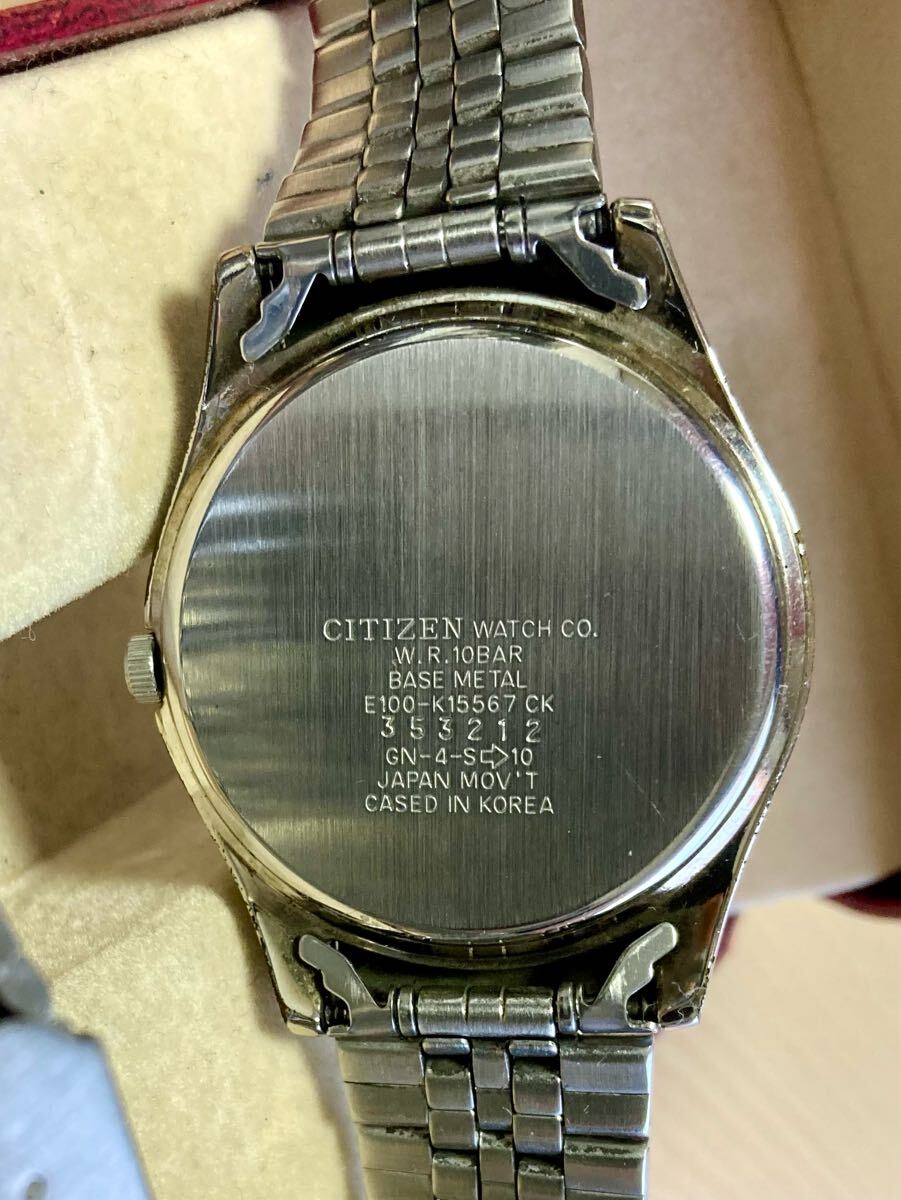 CITIZEN WATCH CO.
W.R.10BAR
BASE METAL
E100-K15567 CK
353212
GN-4-S⇨10
JAPAN MOV'T
CASED IN KOREA